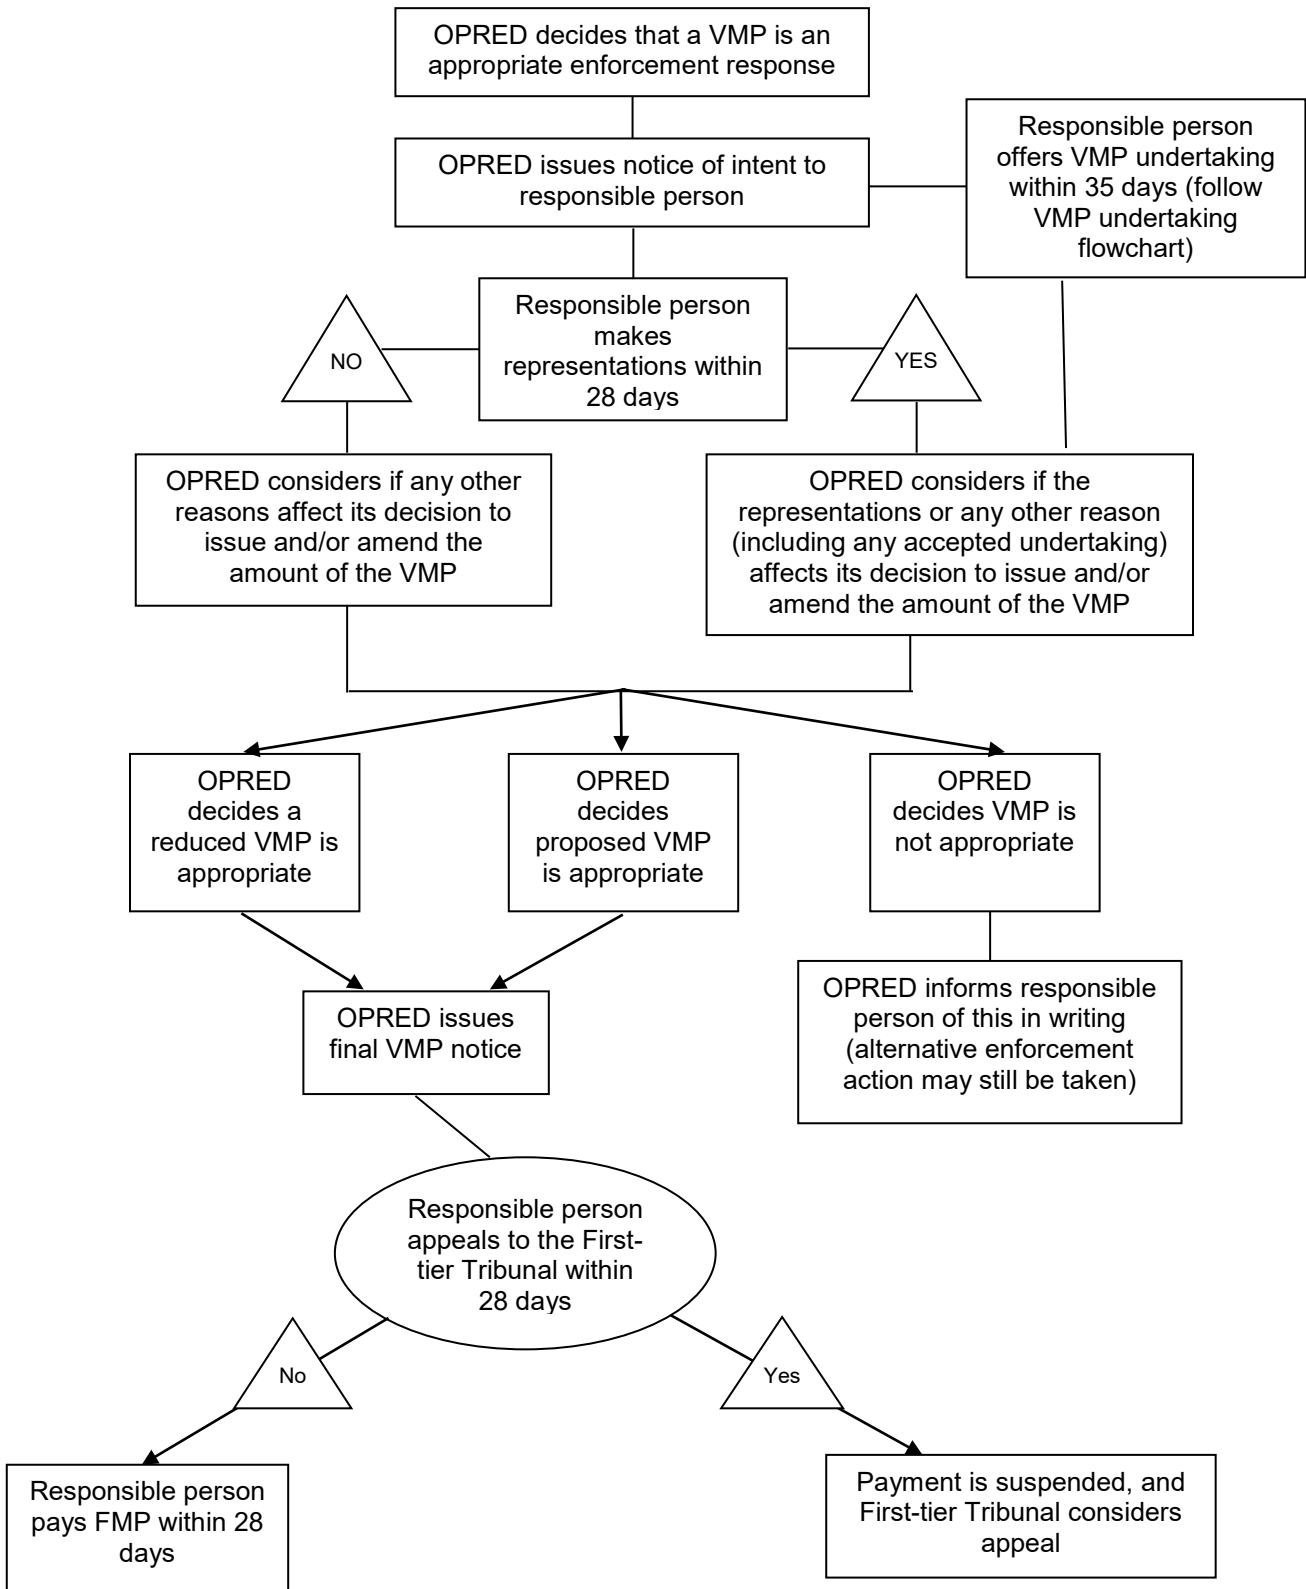 OPRED decides that a VMP is an
appropriate enforcement response
OPRED issues notice of intent to
responsible person
Responsible person
offers VMP undertaking
within 35 days (follow
VMP undertaking
flowchart)
Responsible person
makes
representations within
28 days
NO
YES
OPRED considers if any other
reasons affect its decision to
issue and/or amend the
amount of the VMP
OPRED considers if the
representations or any other reason
(including any accepted undertaking)
affects its decision to issue and/or
amend the amount of the VMP
OPRED
decides a
reduced VMP is
appropriate
OPRED
decides
proposed VMP
is appropriate
OPRED
decides VMP is
not appropriate
OPRED issues
final VMP notice
OPRED informs responsible
person of this in writing
(alternative enforcement
action may still be taken)
Responsible person
appeals to the First-
tier Tribunal within
28 days
No
Yes
Responsible person
pays FMP within 28
days
Payment is suspended, and
First-tier Tribunal considers
appeal